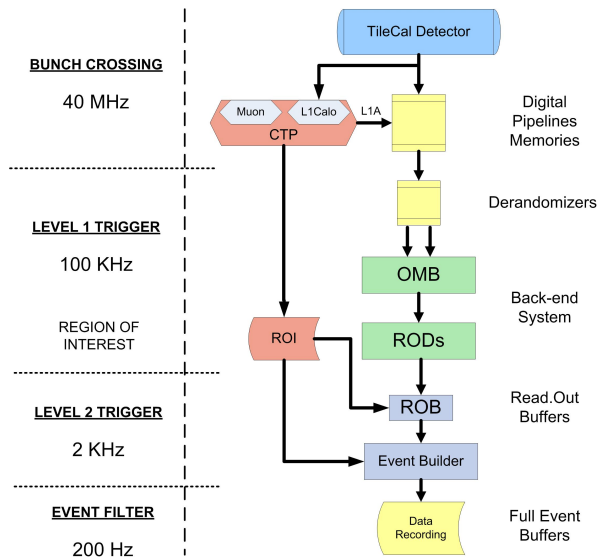 TileCal Detector
BUNCH CROSSING
40 MHz
Muon
L1Calo
L1A
CTP
Digital
Pipelines
Memories
Derandomizers
LEVEL 1 TRIGGER
100 KHz
OMB
Back-end
System
REGION OF
INTEREST
ROI
RODs
LEVEL 2 TRIGGER
2 KHz
ROB
Read.Out
Buffers
Event Builder
EVENT FILTER
200 Hz
Data
Recording
Full Event
Buffers